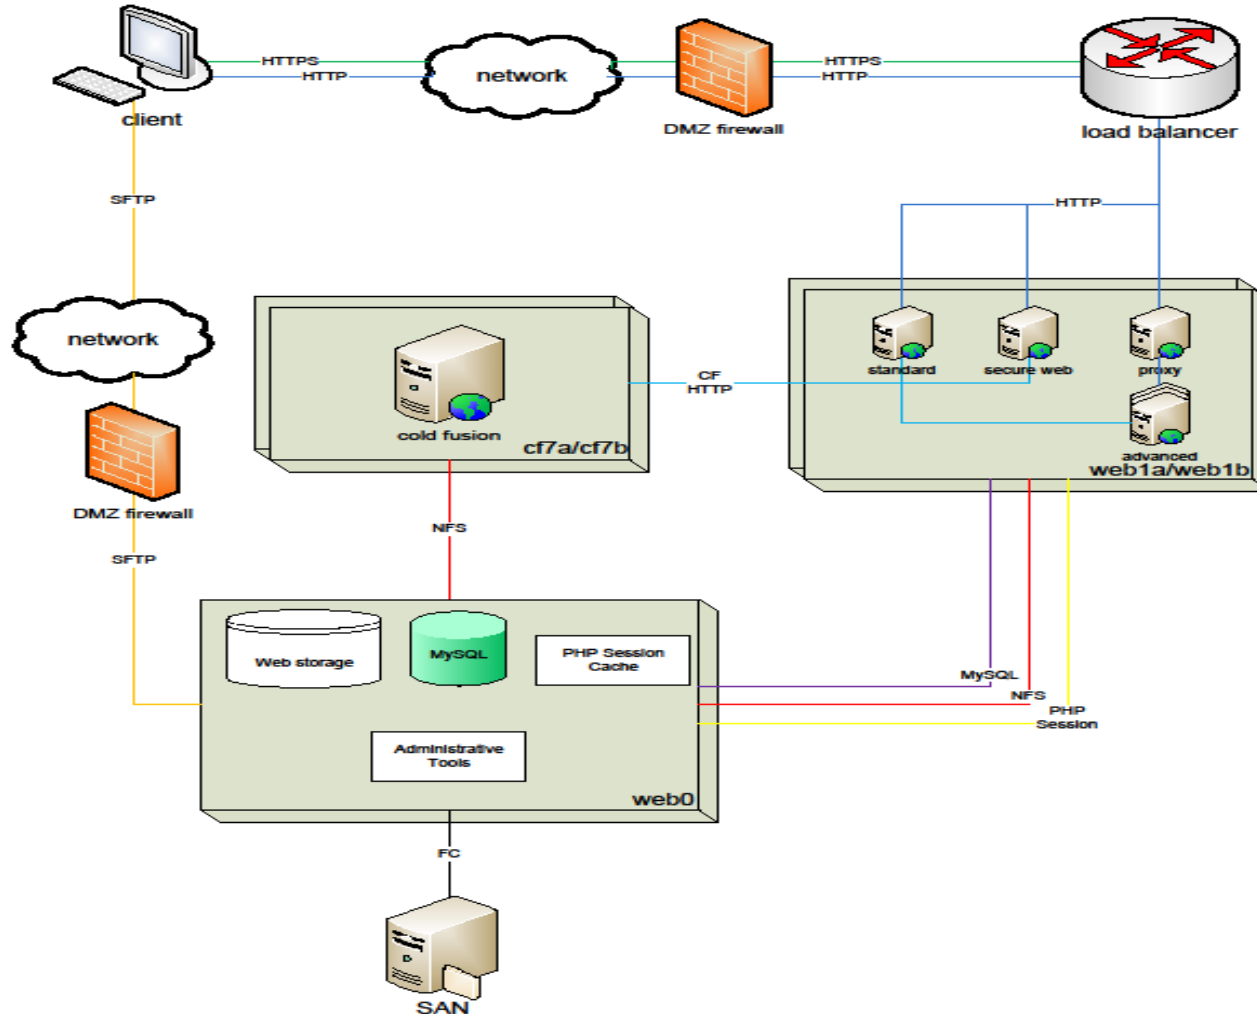 HTTPS
HTTP
network
HTTPS
HTTP
client
DMZ firewall
load balancer
SFTP
HTTP
network
standard
secure web
proxy
CF
HTTP
cold fusion
cf7a/cf7b
advanced
web1a/web1b
DMZ firewall
NFS
SFTP
Web storage
MySQL
PHP Session
Cache
MySQL
NFS
PHP
Session
Administrative
Tools
web0
FC
SAN